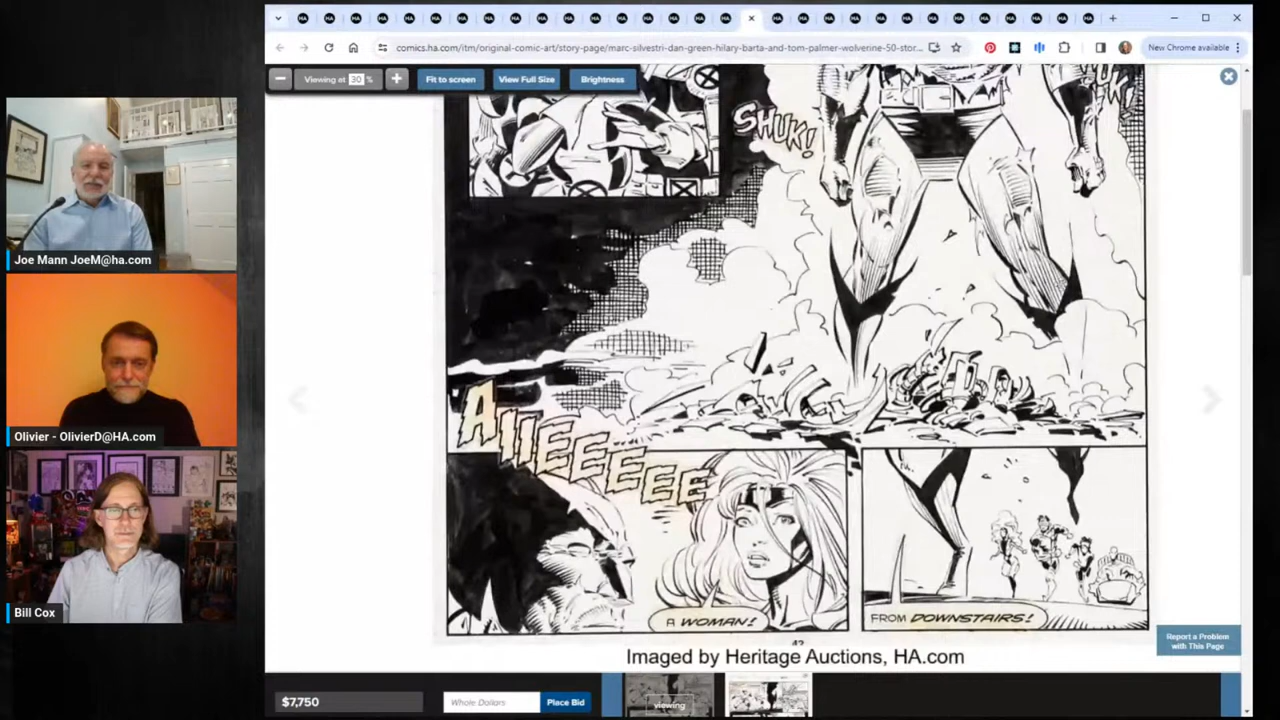 comics.ha.com/itm/original-comic-art/story-page/marc-silvestri-dan-green-hilary-barta-and-tom-palmer-wolverine-50-stor...
New Chrome available
Viewing at 30 %
Fit to screen
View Full Size
Brightness
SHUK!
UK!
AIIEEEEEE
A WOMAN!
FROM DOWNSTAIRS!
42
Imaged by Heritage Auctions, HA.com
Report a Problem
with This Page
$7,750
Whole Dollars
Place Bid
viewing
Joe Mann JoeM@ha.com
Olivier - OlivierD@HA.com
Bill Cox